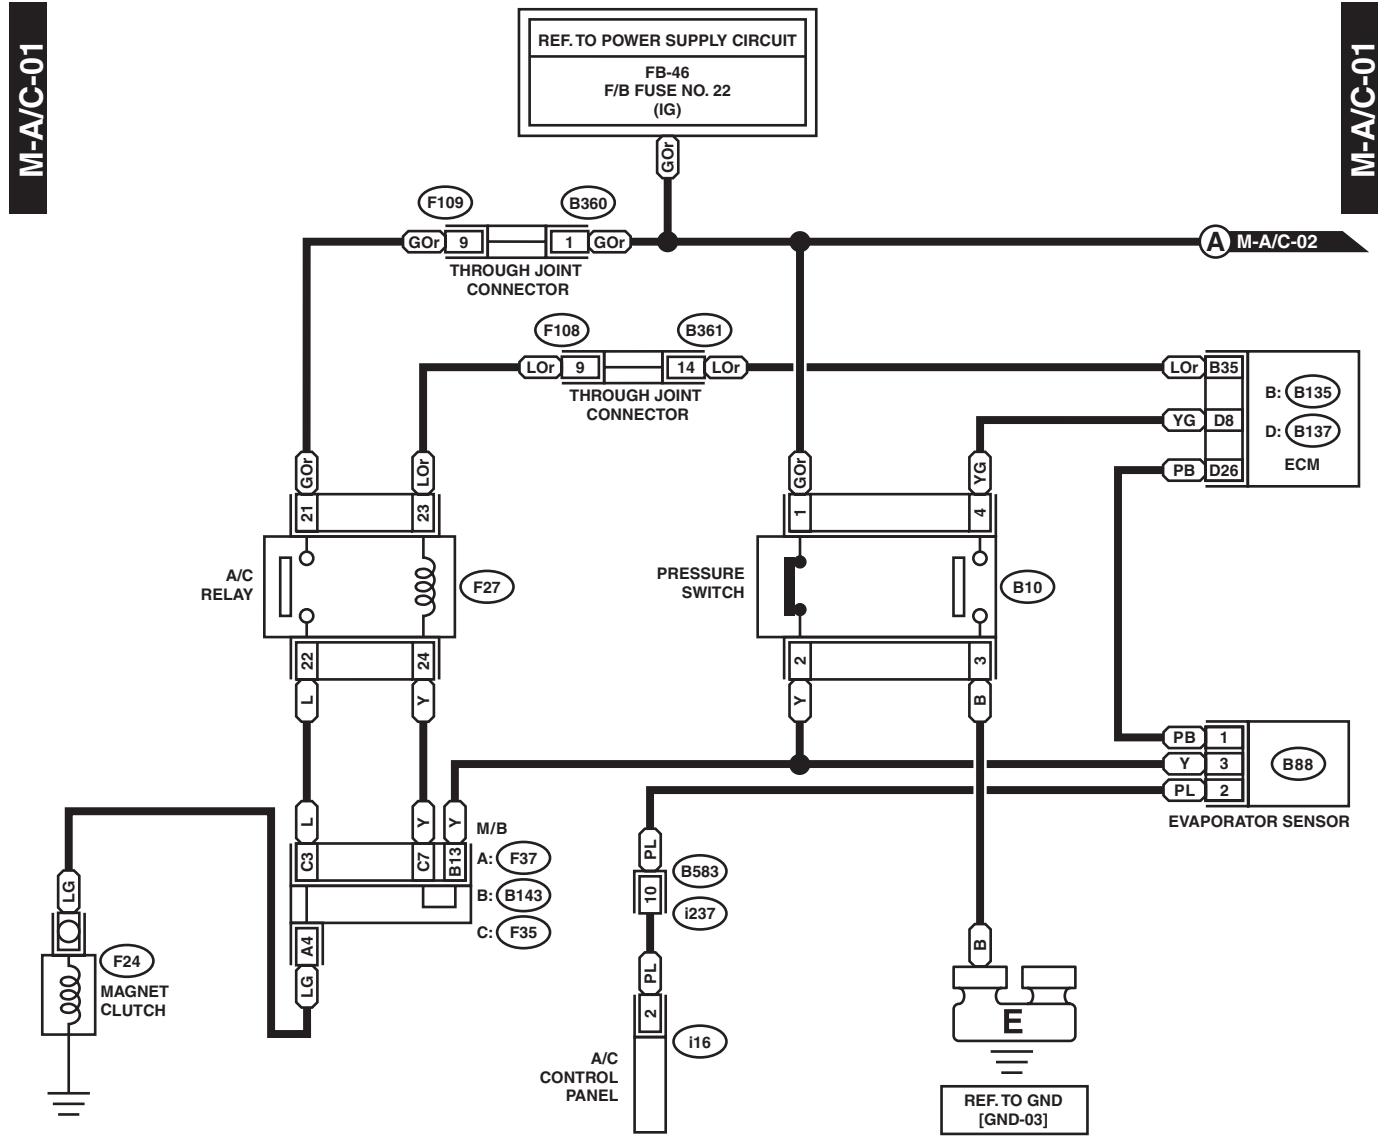 M-A/C-01
M-A/C-01
REF. TO POWER SUPPLY CIRCUIT
FB-46
F/B FUSE NO. 22
(IG)
GOr
F109
B360
GOr
9
1
GOr
THROUGH JOINT
CONNECTOR
A
M-A/C-02
F108
B361
LOr
9
14
LOr
THROUGH JOINT
CONNECTOR
LOr
B35
YG
D8
PB
D26
B:
B135
D:
B137
ECM
GOr
LOr
GOr
YG
21
23
1
4
A/C
RELAY
F27
PRESSURE
SWITCH
B10
22
24
2
3
L
Y
Y
B
PB
1
Y
3
PL
2
B88
EVAPORATOR SENSOR
L
Y
Y
M/B
C3
C7
B13
A:
F37
B:
B143
C:
F35
A4
LG
LG
F24
MAGNET
CLUTCH
PL
B583
10
i237
PL
2
i16
A/C
CONTROL
PANEL
B
E
REF. TO GND
[GND-03]